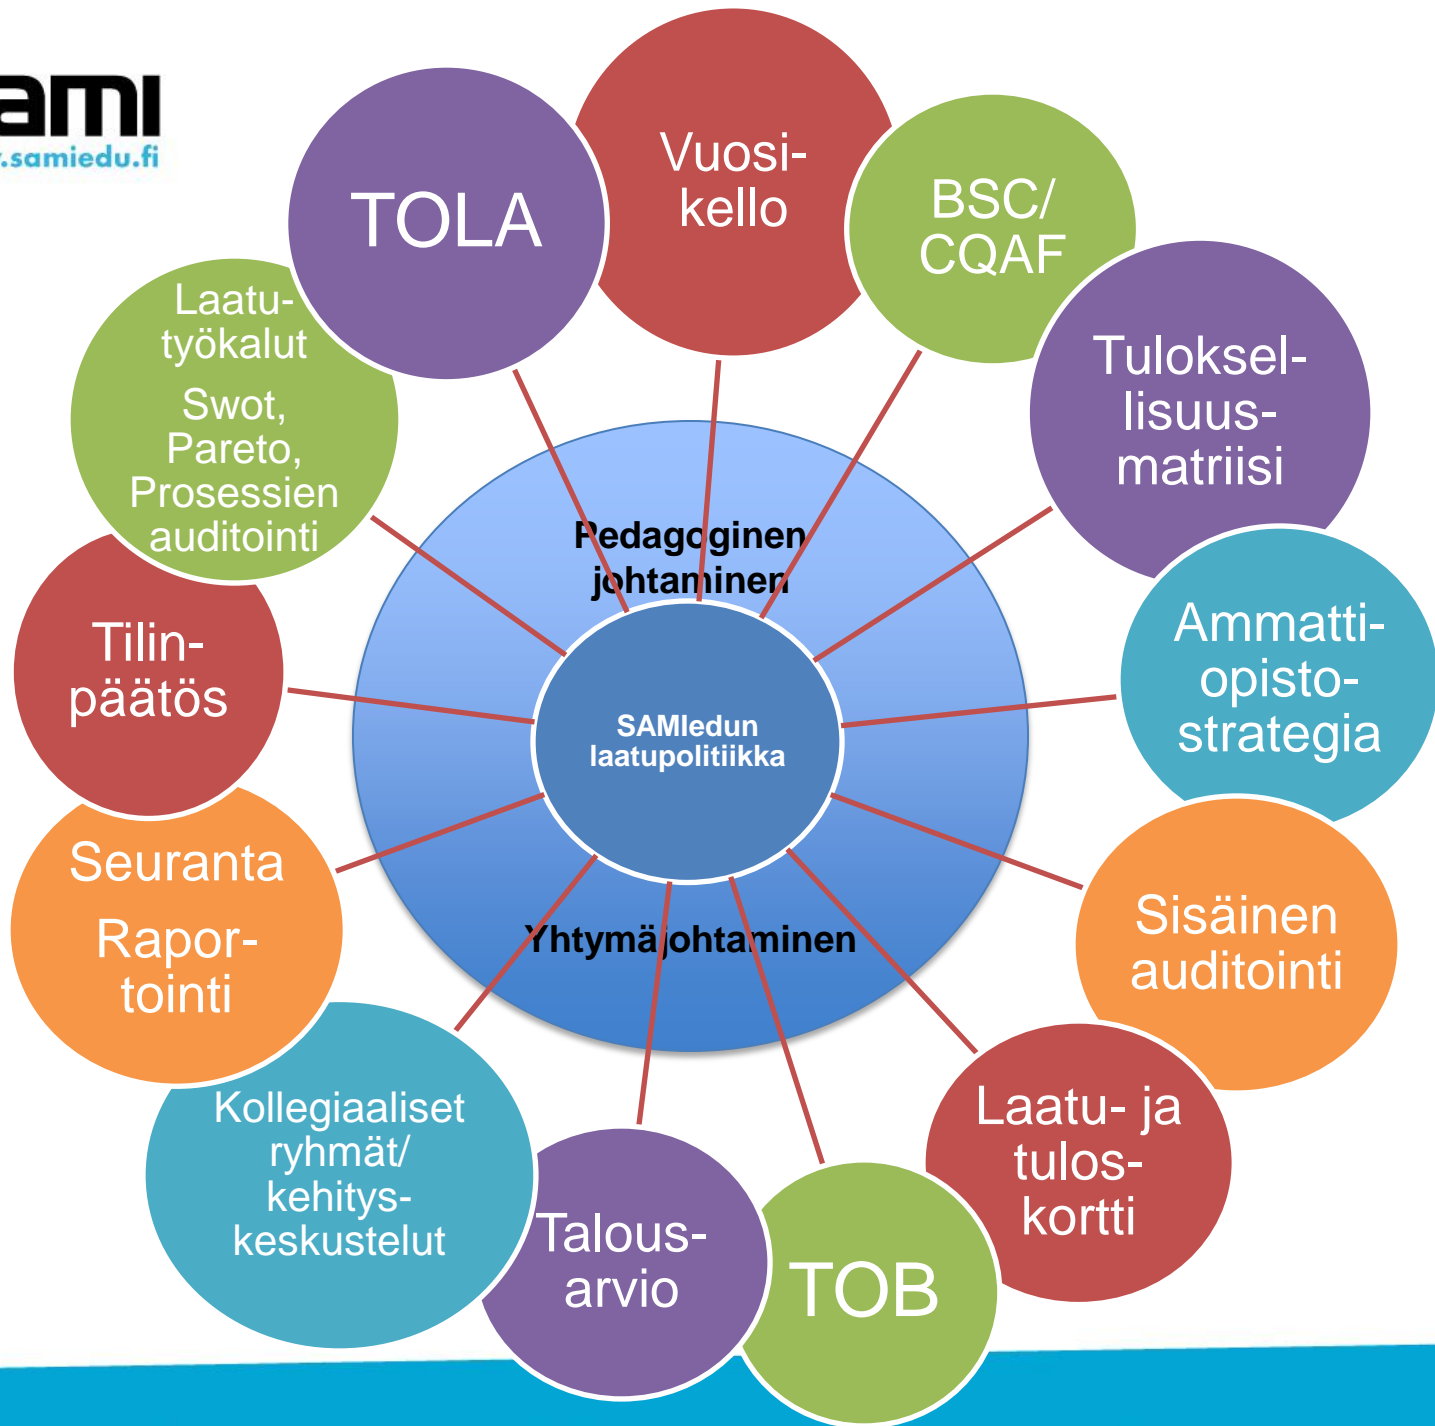 ami
.samiedu.fi
TOLA
Vuosi-
kello
BSC/
CQAF
Tuloksel-
lisuus-
matriisi
Ammatti-
opisto-
strategia
Sisäinen
auditointi
Laatu- ja
tulos-
kortti
TOB
Talous-
arvio
Kollegiaaliset
ryhmät/
kehitys-
keskustelut
Seuranta
Rapor-
tointi
Tilin-
päätös
Laatu-
työkalut
Swot,
Pareto,
Prosessien
auditointi
Pedagoginen
johtaminen
SAMIedun
laatupolitiikka
Yhtymäjohtaminen